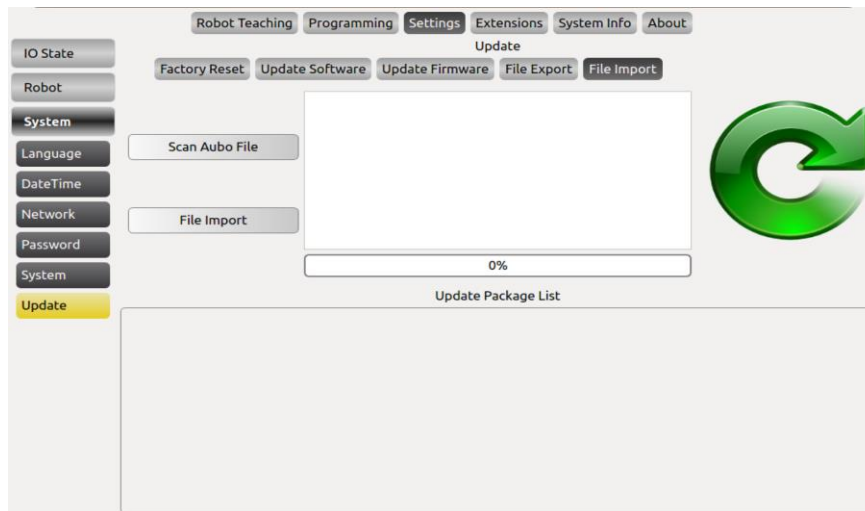 Robot Teaching Programming Settings Extensions System Info About
Update
Factory Reset Update Software Update Firmware File Export File Import
IO State
Robot
System
Language
DateTime
Network
Password
System
Update
Scan Aubo File
File Import
0%
Update Package List